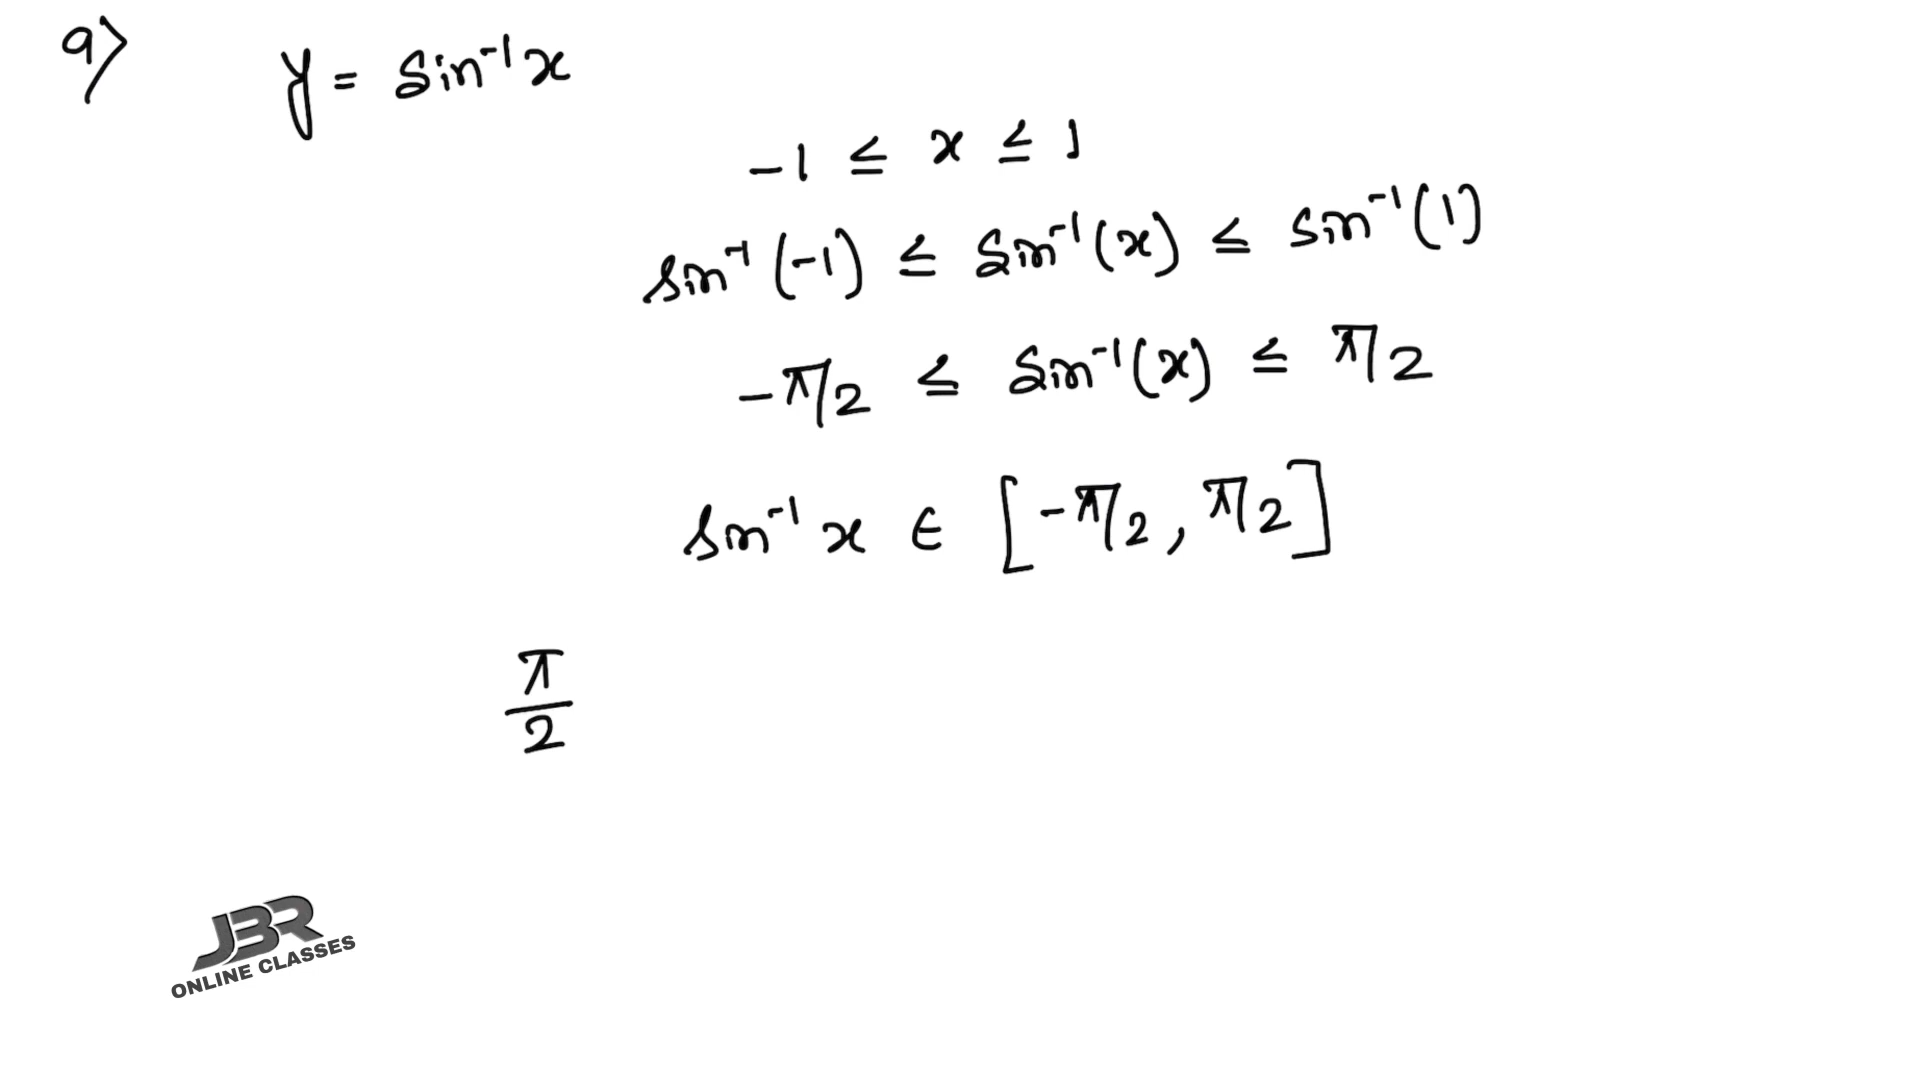 9)
y = sin⁻¹x
-1 ≤ x ≤ 1
sin⁻¹(-1) ≤ sin⁻¹(x) ≤ sin⁻¹(1)
-π/2 ≤ sin⁻¹(x) ≤ π/2
sin⁻¹x ∈ [-π/2, π/2]
π/2
JBR
ONLINE CLASSES